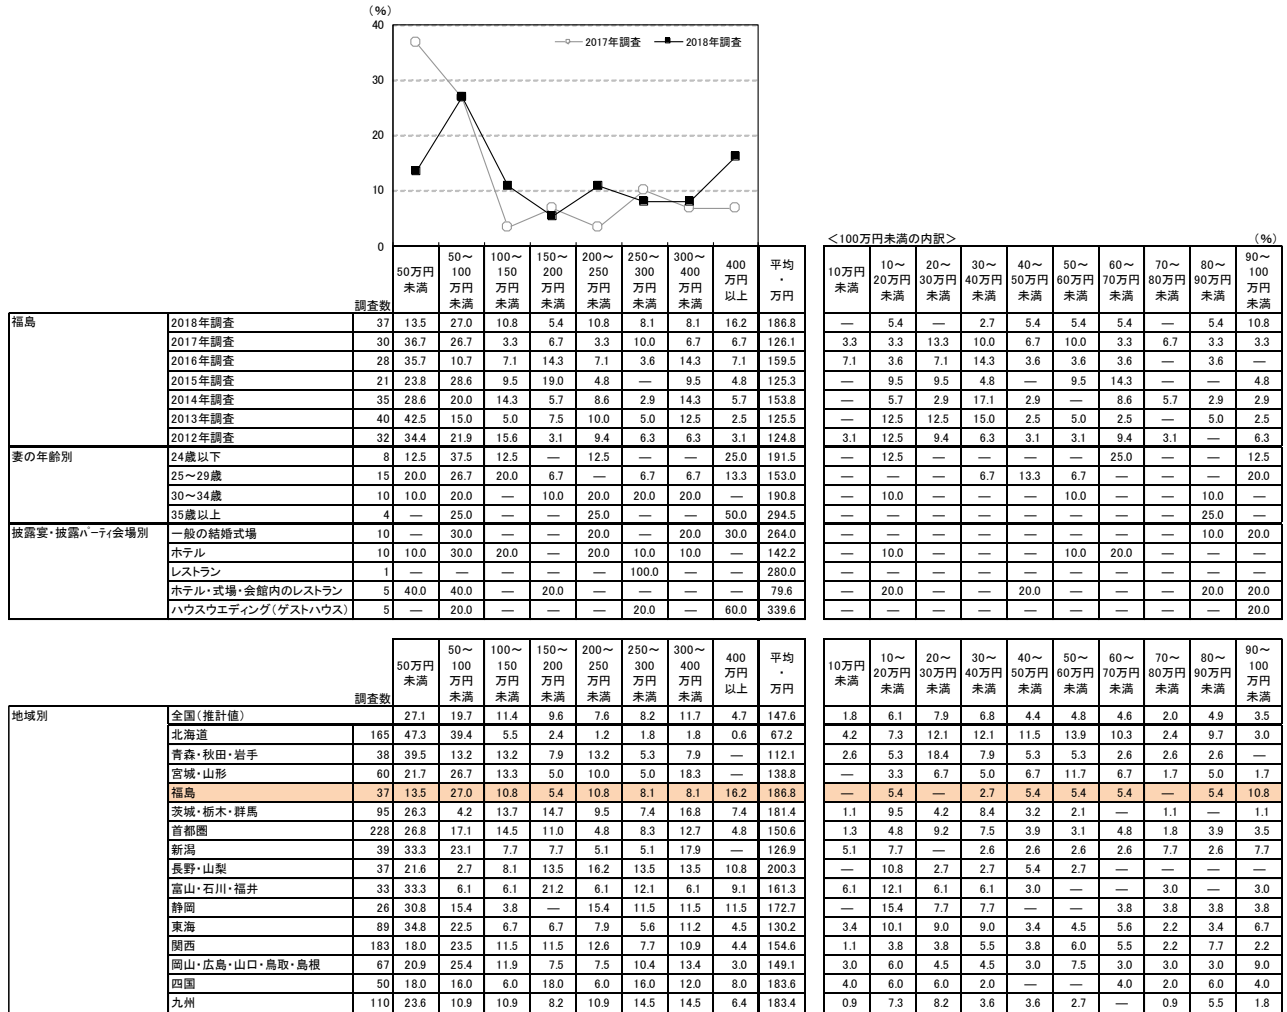 （%）
40
30
20
10
0
2017年調査 2018年調査
＜100万円未満の内訳＞ （%）
調査数 50万円未満 50～100万円未満 100～150万円未満 150～200万円未満 200～250万円未満 250～300万円未満 300～400万円未満 400万円以上 平均・万円 10万円未満 10～20万円未満 20～30万円未満 30～40万円未満 40～50万円未満 50～60万円未満 60～70万円未満 70～80万円未満 80～90万円未満 90～100万円未満
福島 2018年調査 37 13.5 27.0 10.8 5.4 10.8 8.1 8.1 16.2 186.8 — 5.4 — 2.7 5.4 5.4 5.4 — 5.4 10.8
2017年調査 30 36.7 26.7 3.3 6.7 3.3 10.0 6.7 6.7 126.1 3.3 3.3 13.3 10.0 6.7 10.0 3.3 6.7 3.3 3.3
2016年調査 28 35.7 10.7 7.1 14.3 7.1 3.6 14.3 7.1 159.5 7.1 3.6 7.1 14.3 3.6 3.6 3.6 — 3.6 —
2015年調査 21 23.8 28.6 9.5 19.0 4.8 — 9.5 4.8 125.3 — 9.5 9.5 4.8 — 9.5 14.3 — — 4.8
2014年調査 35 28.6 20.0 14.3 5.7 8.6 2.9 14.3 5.7 153.8 — 5.7 2.9 17.1 2.9 — 8.6 5.7 2.9 2.9
2013年調査 40 42.5 15.0 5.0 7.5 10.0 5.0 12.5 2.5 125.5 — 12.5 12.5 15.0 2.5 5.0 2.5 — 5.0 2.5
2012年調査 32 34.4 21.9 15.6 3.1 9.4 6.3 6.3 3.1 124.8 3.1 12.5 9.4 6.3 3.1 3.1 9.4 3.1 — 6.3
妻の年齢別 24歳以下 8 12.5 37.5 12.5 — 12.5 — — 25.0 191.5 — 12.5 — — — — 25.0 — — 12.5
25～29歳 15 20.0 26.7 20.0 6.7 — 6.7 6.7 13.3 153.0 — — — 6.7 13.3 6.7 — — — 20.0
30～34歳 10 10.0 20.0 — 10.0 20.0 20.0 20.0 — 190.8 — 10.0 — — — 10.0 — — 10.0 —
35歳以上 4 — 25.0 — — 25.0 — — 50.0 294.5 — — — — — — — — 25.0 —
披露宴・披露ﾊﾟｰﾃｨ会場別 一般の結婚式場 10 — 30.0 — — 20.0 — 20.0 30.0 264.0 — — — — — — — — 10.0 20.0
ホテル 10 10.0 30.0 20.0 — 20.0 10.0 10.0 — 142.2 — 10.0 — — — 10.0 20.0 — — —
レストラン 1 — — — — — 100.0 — — 280.0 — — — — — — — — — —
ホテル・式場・会館内のレストラン 5 40.0 40.0 — 20.0 — — — — 79.6 — 20.0 — — 20.0 — — — 20.0 20.0
ハウスウエディング（ゲストハウス） 5 — 20.0 — — — 20.0 — 60.0 339.6 — — — — — — — — — 20.0
調査数 50万円未満 50～100万円未満 100～150万円未満 150～200万円未満 200～250万円未満 250～300万円未満 300～400万円未満 400万円以上 平均・万円 10万円未満 10～20万円未満 20～30万円未満 30～40万円未満 40～50万円未満 50～60万円未満 60～70万円未満 70～80万円未満 80～90万円未満 90～100万円未満
地域別 全国（推計値） 27.1 19.7 11.4 9.6 7.6 8.2 11.7 4.7 147.6 1.8 6.1 7.9 6.8 4.4 4.8 4.6 2.0 4.9 3.5
北海道 165 47.3 39.4 5.5 2.4 1.2 1.8 1.8 0.6 67.2 4.2 7.3 12.1 12.1 11.5 13.9 10.3 2.4 9.7 3.0
青森・秋田・岩手 38 39.5 13.2 13.2 7.9 13.2 5.3 7.9 — 112.1 2.6 5.3 18.4 7.9 5.3 5.3 2.6 2.6 2.6 —
宮城・山形 60 21.7 26.7 13.3 5.0 10.0 5.0 18.3 — 138.8 — 3.3 6.7 5.0 6.7 11.7 6.7 1.7 5.0 1.7
福島 37 13.5 27.0 10.8 5.4 10.8 8.1 8.1 16.2 186.8 — 5.4 — 2.7 5.4 5.4 5.4 — 5.4 10.8
茨城・栃木・群馬 95 26.3 4.2 13.7 14.7 9.5 7.4 16.8 7.4 181.4 1.1 9.5 4.2 8.4 3.2 2.1 — 1.1 — 1.1
首都圏 228 26.8 17.1 14.5 11.0 4.8 8.3 12.7 4.8 150.6 1.3 4.8 9.2 7.5 3.9 3.1 4.8 1.8 3.9 3.5
新潟 39 33.3 23.1 7.7 7.7 5.1 5.1 17.9 — 126.9 5.1 7.7 — 2.6 2.6 2.6 2.6 7.7 2.6 7.7
長野・山梨 37 21.6 2.7 8.1 13.5 16.2 13.5 13.5 10.8 200.3 — 10.8 2.7 2.7 5.4 2.7 — — — —
富山・石川・福井 33 33.3 6.1 6.1 21.2 6.1 12.1 6.1 9.1 161.3 6.1 12.1 6.1 6.1 3.0 — — 3.0 — 3.0
静岡 26 30.8 15.4 3.8 — 15.4 11.5 11.5 11.5 172.7 — 15.4 7.7 7.7 — — 3.8 3.8 3.8 3.8
東海 89 34.8 22.5 6.7 6.7 7.9 5.6 11.2 4.5 130.2 3.4 10.1 9.0 9.0 3.4 4.5 5.6 2.2 3.4 6.7
関西 183 18.0 23.5 11.5 11.5 12.6 7.7 10.9 4.4 154.6 1.1 3.8 3.8 5.5 3.8 6.0 5.5 2.2 7.7 2.2
岡山・広島・山口・鳥取・島根 67 20.9 25.4 11.9 7.5 7.5 10.4 13.4 3.0 149.1 3.0 6.0 4.5 4.5 3.0 7.5 3.0 3.0 3.0 9.0
四国 50 18.0 16.0 6.0 18.0 6.0 16.0 12.0 8.0 183.6 4.0 6.0 6.0 2.0 — — 4.0 2.0 6.0 4.0
九州 110 23.6 10.9 10.9 8.2 10.9 14.5 14.5 6.4 183.4 0.9 7.3 8.2 3.6 3.6 2.7 — 0.9 5.5 1.8